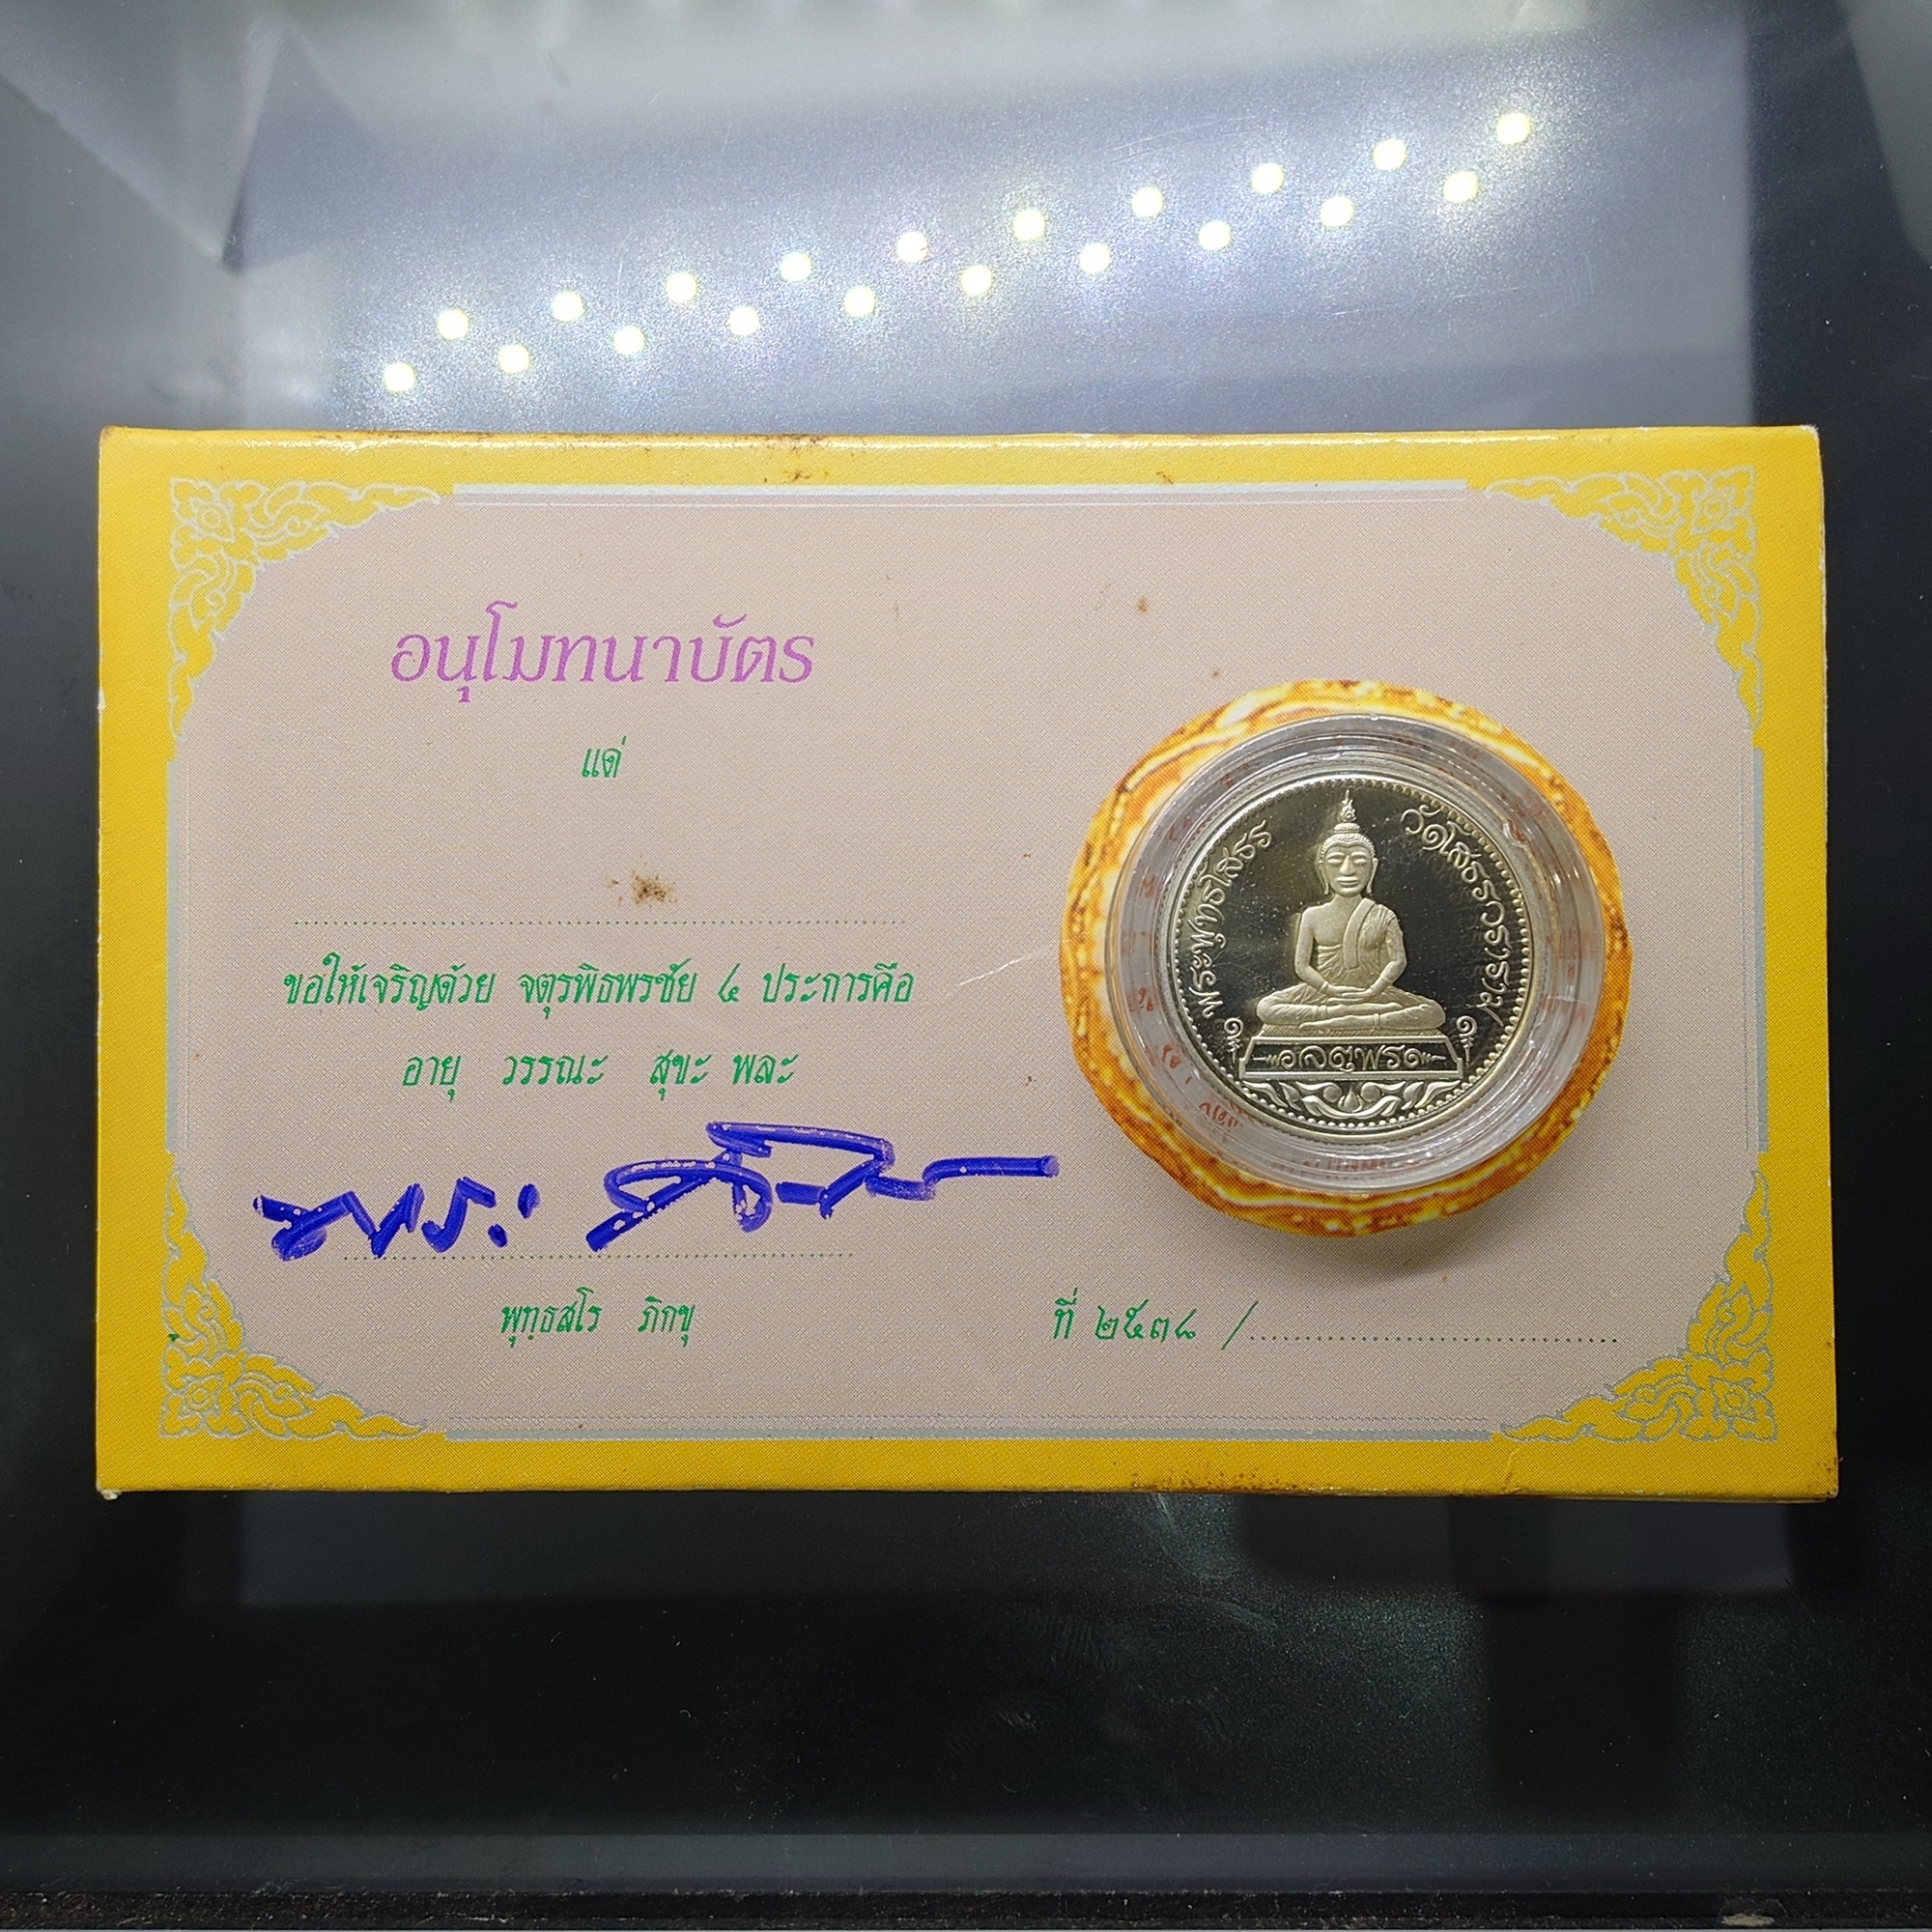 อนุโมทนาบัตร
แด่
ขอให้เจริญด้วย จตุรพิธพรชัย ๔ ประการคือ
อายุ วรรณะ สุขะ พละ
พระ
พุทฺธสโร ภิกขุ
ที่ ๒๕๓๘ /
พระพุทธโสธร
วัดโสธรวรวราราม